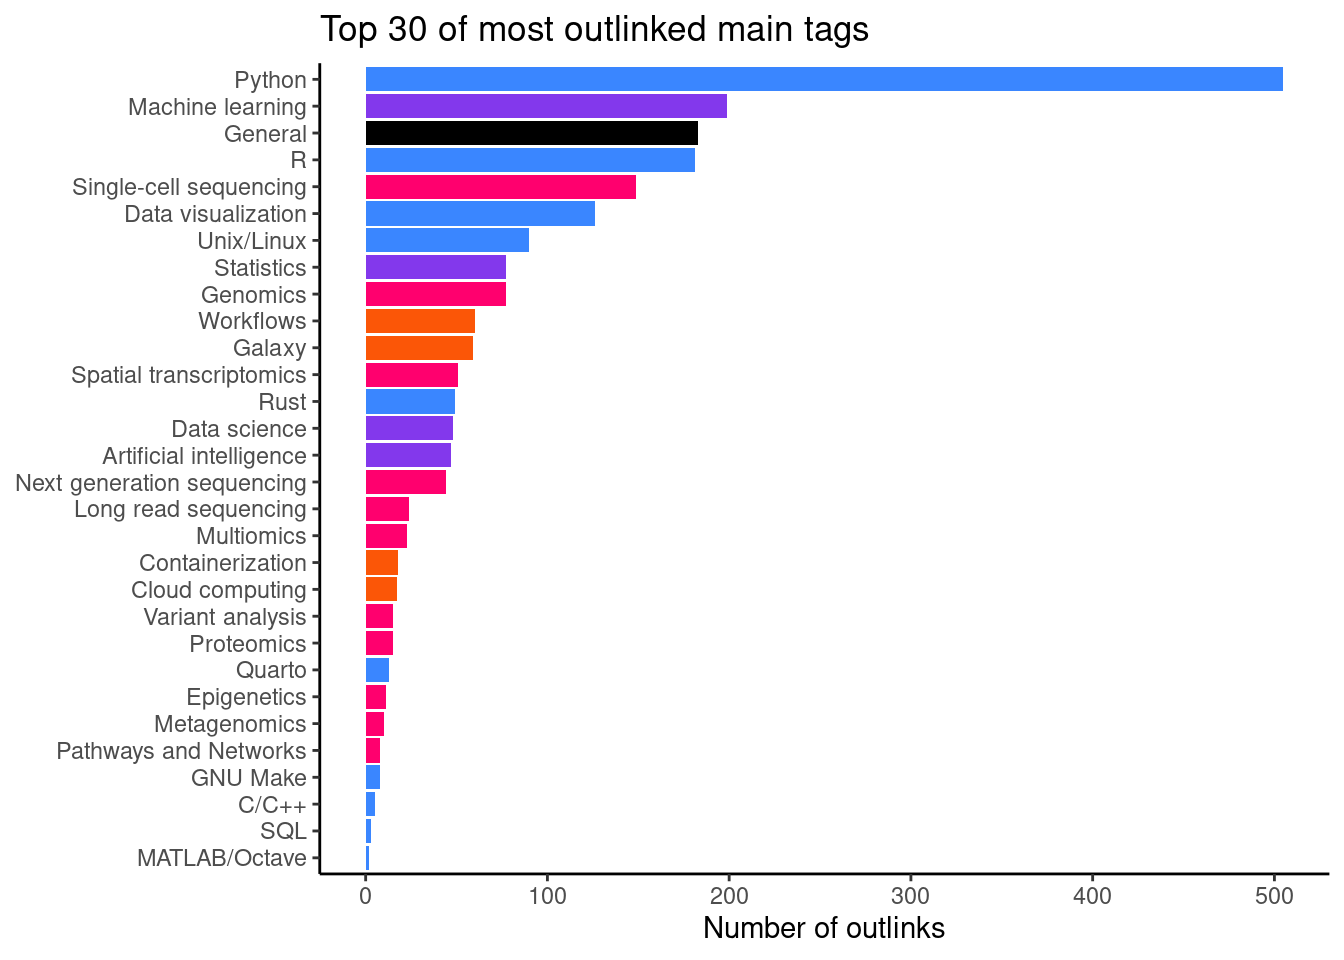 Top 30 of most outlinked main tags
Python
Machine learning
General
R
Single-cell sequencing
Data visualization
Unix/Linux
Statistics
Genomics
Workflows
Galaxy
Spatial transcriptomics
Rust
Data science
Artificial intelligence
Next generation sequencing
Long read sequencing
Multiomics
Containerization
Cloud computing
Variant analysis
Proteomics
Quarto
Epigenetics
Metagenomics
Pathways and Networks
GNU Make
C/C++
SQL
MATLAB/Octave
0 100 200 300 400 500
Number of outlinks